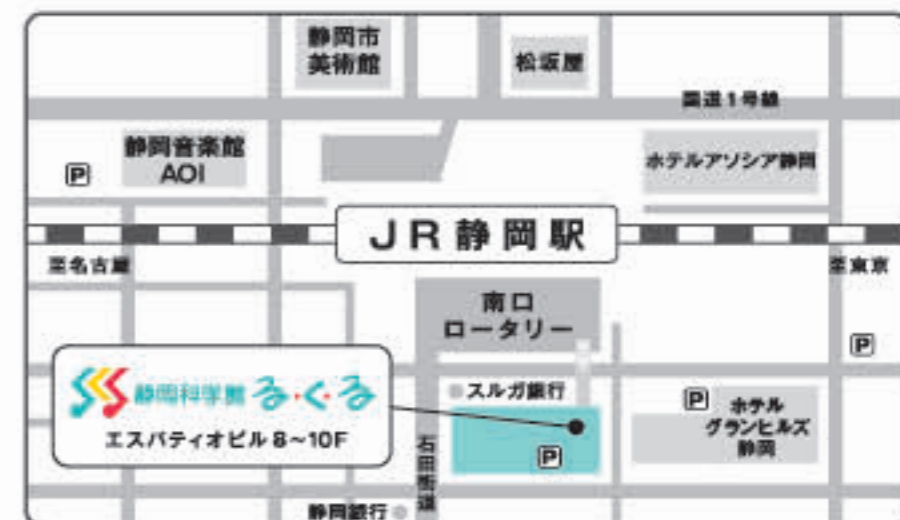 静岡市
美術館
松坂屋
国道1号線
静岡音楽館
AOI
P
ホテルアソシア静岡
JR静岡駅
至名古屋
至東京
南口
ロータリー
P
静岡科学館 る・く・る
エスパティオビル8~10F
スルガ銀行
P
P
ホテル
グランヒルズ
静岡
石田街道
静岡銀行